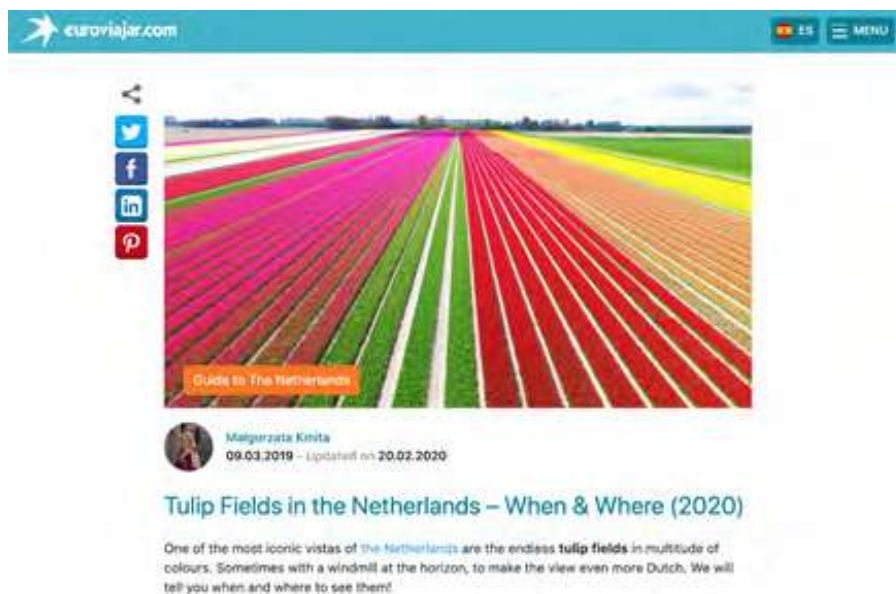 euroviajar.com
ES
MENU
Guide to The Netherlands
Małgorzata Kinita
09.03.2019 – Updated on 20.02.2020
Tulip Fields in the Netherlands – When & Where (2020)
One of the most iconic vistas of the Netherlands are the endless tulip fields in multitude of
colours. Sometimes with a windmill at the horizon, to make the view even more Dutch. We will
tell you when and where to see them!